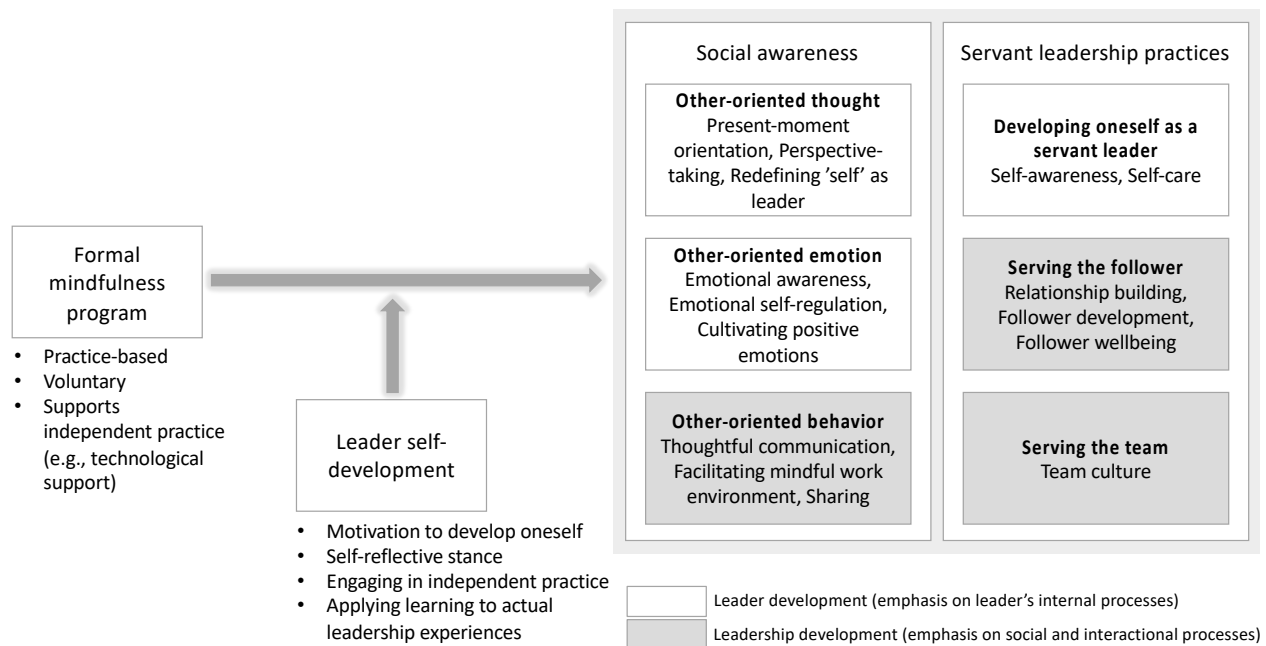 Formal
mindfulness
program
• Practice-based
• Voluntary
• Supports
independent practice
(e.g., technological
support)
Leader self-
development
• Motivation to develop oneself
• Self-reflective stance
• Engaging in independent practice
• Applying learning to actual
leadership experiences
Social awareness
Other-oriented thought
Present-moment
orientation, Perspective-
taking, Redefining ’self’ as
leader
Other-oriented emotion
Emotional awareness,
Emotional self-regulation,
Cultivating positive
emotions
Other-oriented behavior
Thoughtful communication,
Facilitating mindful work
environment, Sharing
Servant leadership practices
Developing oneself as a
servant leader
Self-awareness, Self-care
Serving the follower
Relationship building,
Follower development,
Follower wellbeing
Serving the team
Team culture
Leader development (emphasis on leader’s internal processes)
Leadership development (emphasis on social and interactional processes)